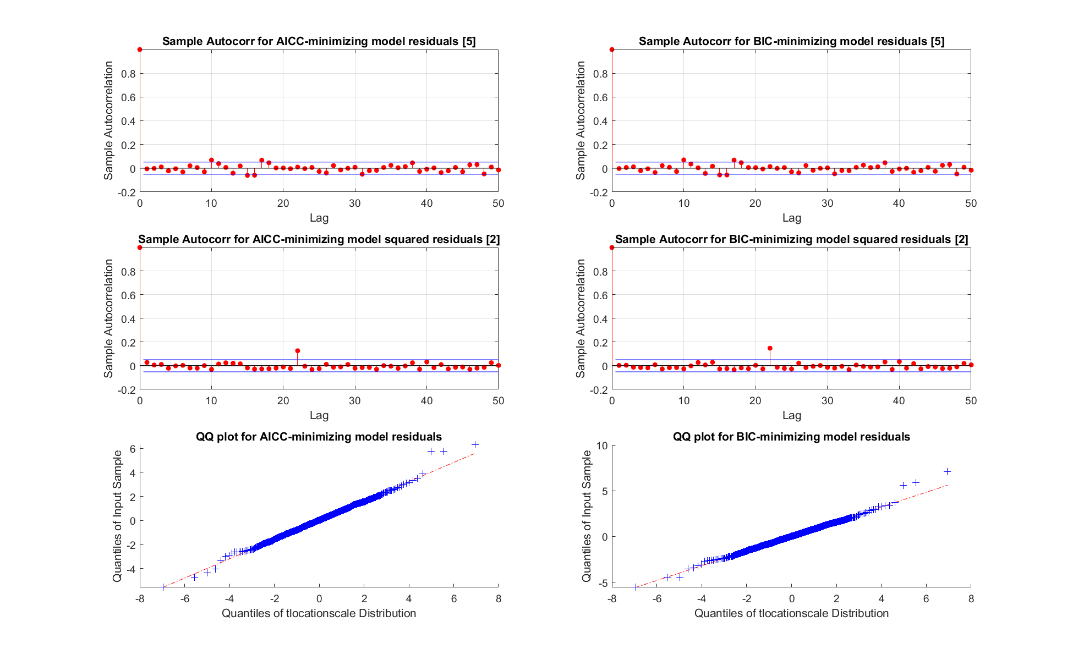 Sample Autocorr for AICC-minimizing model residuals [5]
Sample Autocorrelation
0.8
0.6
0.4
0.2
0
-0.2
0 10 20 30 40 50
Lag
Sample Autocorr for BIC-minimizing model residuals [5]
Sample Autocorrelation
0.8
0.6
0.4
0.2
0
-0.2
0 10 20 30 40 50
Lag
Sample Autocorr for AICC-minimizing model squared residuals [2]
Sample Autocorrelation
0.8
0.6
0.4
0.2
0
-0.2
0 10 20 30 40 50
Lag
Sample Autocorr for BIC-minimizing model squared residuals [2]
Sample Autocorrelation
0.8
0.6
0.4
0.2
0
-0.2
0 10 20 30 40 50
Lag
QQ plot for AICC-minimizing model residuals
Quantiles of Input Sample
6
4
2
0
-2
-4
-8 -6 -4 -2 0 2 4 6 8
Quantiles of tlocationscale Distribution
QQ plot for BIC-minimizing model residuals
Quantiles of Input Sample
10
5
0
-5
-8 -6 -4 -2 0 2 4 6 8
Quantiles of tlocationscale Distribution